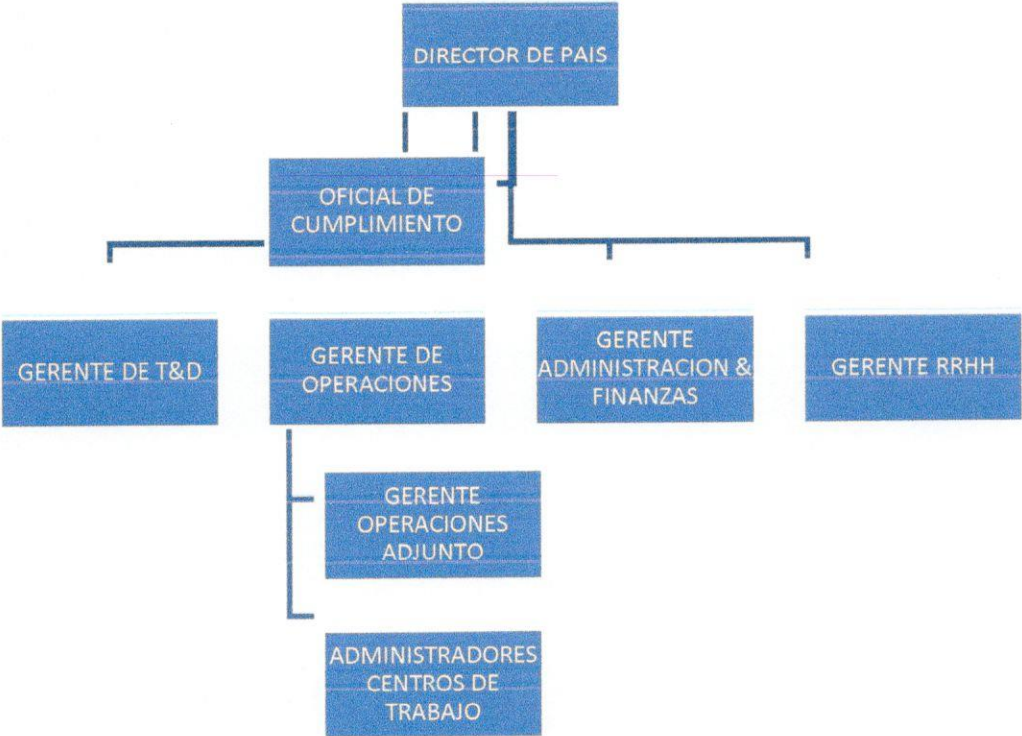 DIRECTOR DE PAIS
OFICIAL DE
CUMPLIMIENTO
GERENTE DE T&D
GERENTE DE
OPERACIONES
GERENTE
ADMINISTRACION &
FINANZAS
GERENTE RRHH
GERENTE
OPERACIONES
ADJUNTO
ADMINISTRADORES
CENTROS DE
TRABAJO